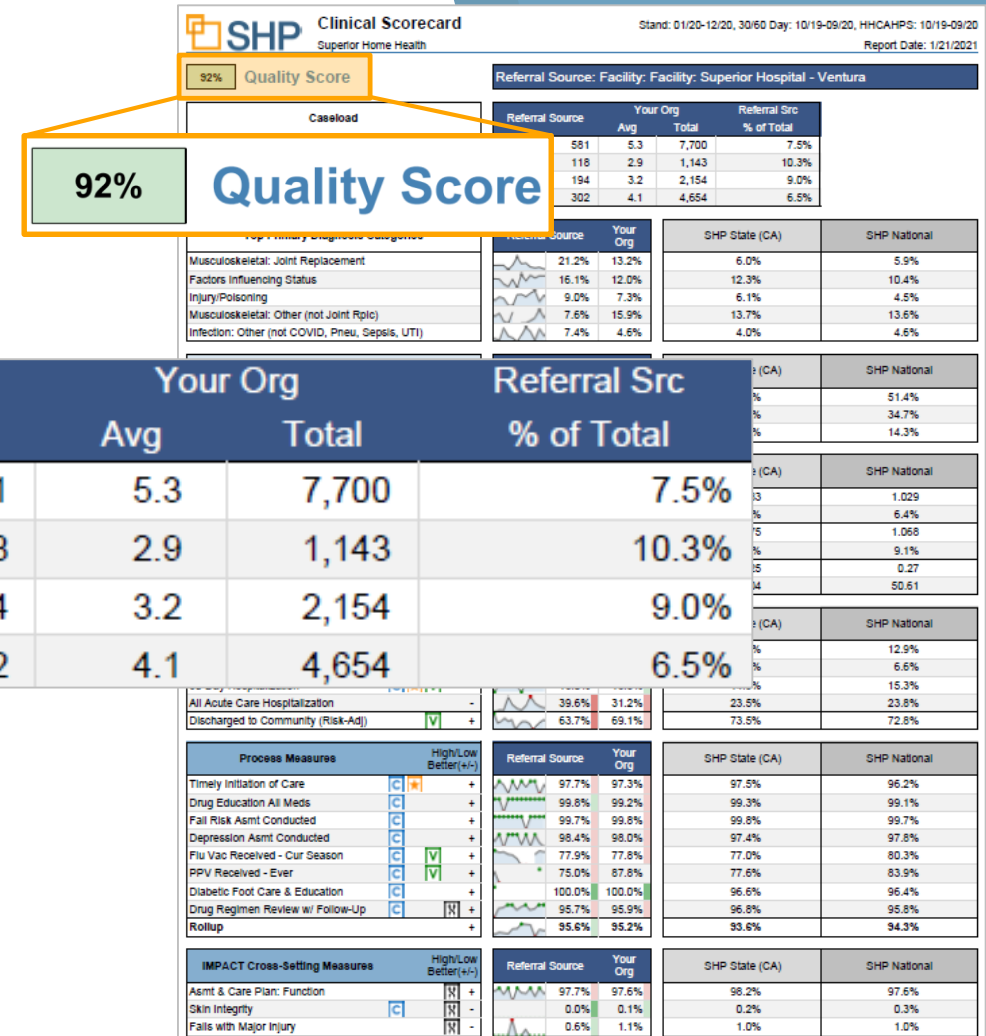 SHP Clinical Scorecard Stand: 01/20-12/20, 30/60 Day: 10/19-09/20, HHCAHPS: 10/19-09/20
Superior Home Health Report Date: 1/21/2021
92% Quality Score Referral Source: Facility: Facility: Superior Hospital - Ventura
Caseload Referral Source Your Org Referral Src
Avg Total % of Total
581 5.3 7,700 7.5%
118 2.9 1,143 10.3%
194 3.2 2,154 9.0%
302 4.1 4,654 6.5%
92% Quality Score
Source Your Org SHP State (CA) SHP National
Musculoskeletal: Joint Replacement 21.2% 13.2% 6.0% 5.9%
Factors Influencing Status 16.1% 12.0% 12.3% 10.4%
Injury/Poisoning 9.0% 7.3% 6.1% 4.5%
Musculoskeletal: Other (not Joint Rplc) 7.6% 15.9% 13.7% 13.6%
Infection: Other (not COVID, Pneu, Sepsis, UTI) 7.4% 4.6% 4.0% 4.6%
(CA) SHP National
% 51.4%
% 34.7%
% 14.3%
Your Org Referral Src
Avg Total % of Total
5.3 7,700 7.5%
2.9 1,143 10.3%
3.2 2,154 9.0%
4.1 4,654 6.5%
(CA) SHP National
1.029
% 6.4%
1.068
% 9.1%
0.27
50.61
(CA) SHP National
% 12.9%
% 6.6%
15.3%
All Acute Care Hospitalization - 39.6% 31.2% 23.5% 23.8%
Discharged to Community (Risk-Adj) V + 63.7% 69.1% 73.5% 72.8%
Process Measures High/Low Better(+/-) Referral Source Your Org SHP State (CA) SHP National
Timely Initiation of Care C + 97.7% 97.3% 97.5% 96.2%
Drug Education All Meds C + 99.8% 99.2% 99.3% 99.1%
Fall Risk Asmt Conducted C + 99.7% 99.8% 99.8% 99.7%
Depression Asmt Conducted C + 98.4% 98.0% 97.4% 97.8%
Flu Vac Received - Cur Season C V + 77.9% 77.8% 77.0% 80.3%
PPV Received - Ever C V + 75.0% 87.8% 77.6% 83.9%
Diabetic Foot Care & Education C + 100.0% 100.0% 96.6% 96.4%
Drug Regimen Review w/ Follow-Up C + 95.7% 95.9% 96.8% 95.8%
Rollup + 95.6% 95.2% 93.6% 94.3%
IMPACT Cross-Setting Measures High/Low Better(+/-) Referral Source Your Org SHP State (CA) SHP National
Asmt & Care Plan: Function + 97.7% 97.6% 98.2% 97.6%
Skin Integrity C - 0.0% 0.1% 0.2% 0.3%
Falls with Major Injury - 0.6% 1.1% 1.0% 1.0%